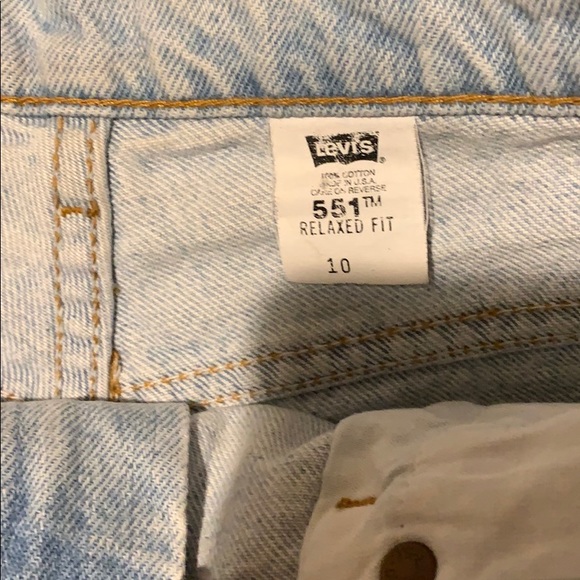 Levi's
100% COTTON
MADE IN U.S.A.
CARE ON REVERSE
551™
RELAXED FIT
10